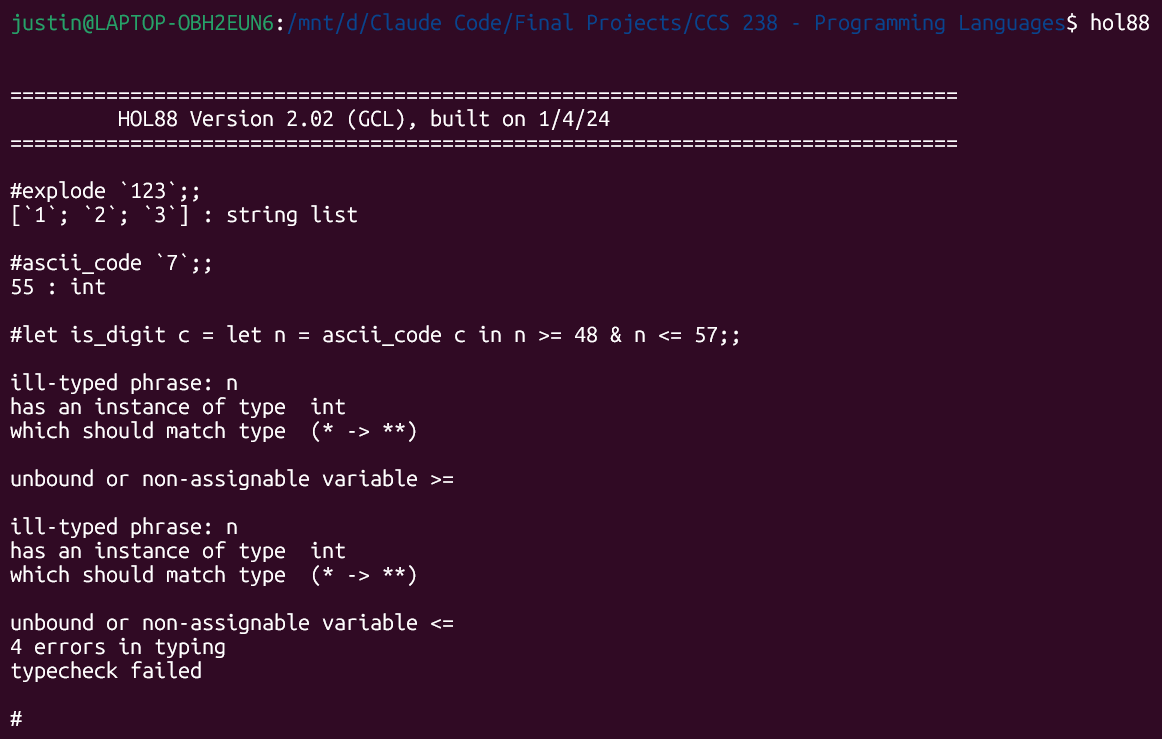 justin@LAPTOP-OBH2EUN6:/mnt/d/Claude Code/Final Projects/CCS 238 - Programming Languages$ hol88
===============================================================================
HOL88 Version 2.02 (GCL), built on 1/4/24
===============================================================================
#explode `123`;;
[`1`; `2`; `3`] : string list
#ascii_code `7`;;
55 : int
#let is_digit c = let n = ascii_code c in n >= 48 & n <= 57;;
ill-typed phrase: n
has an instance of type  int
which should match type  (* -> **)
unbound or non-assignable variable >=
ill-typed phrase: n
has an instance of type  int
which should match type  (* -> **)
unbound or non-assignable variable <=
4 errors in typing
typecheck failed
#